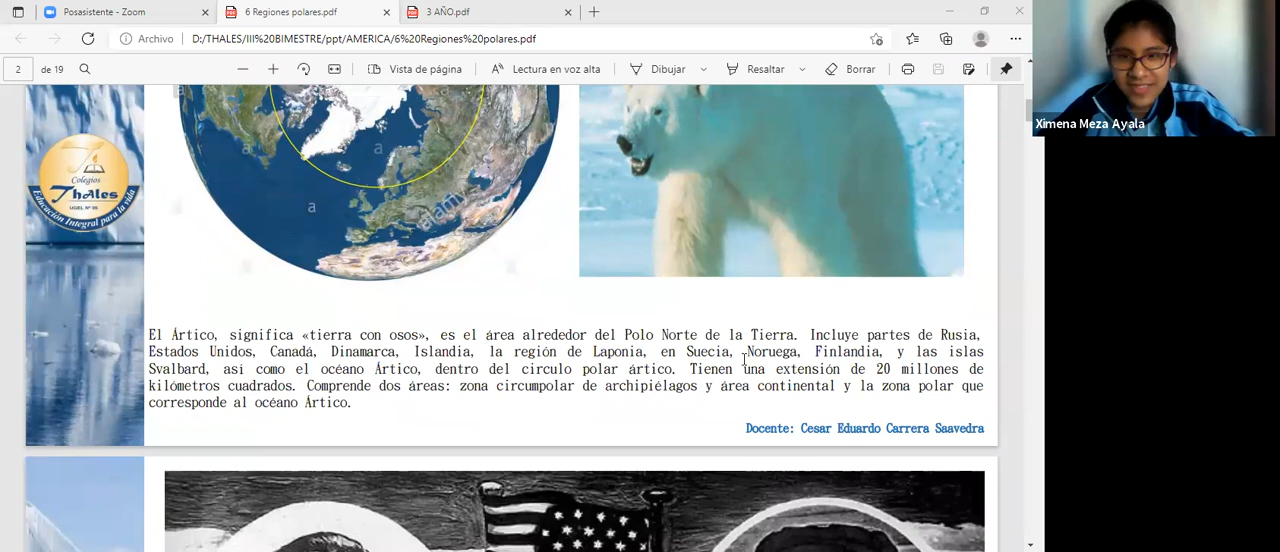 Posasistente - Zoom
6 Regiones polares.pdf
3 AÑO.pdf
Archivo
D:/THALES/III%20BIMESTRE/ppt/AMERICA/6%20Regiones%20polares.pdf
2 de 19
Vista de página
Lectura en voz alta
Dibujar
Resaltar
Borrar
Ximena Meza Ayala
a
a
a
a
alamy
Colegios
Thales
UGEL Nº 05
Educación Integral para la vida
El Ártico, significa «tierra con osos», es el área alrededor del Polo Norte de la Tierra. Incluye partes de Rusia,
Estados Unidos, Canadá, Dinamarca, Islandia, la región de Laponia, en Suecia, Noruega, Finlandia, y las islas
Svalbard, así como el océano Ártico, dentro del circulo polar ártico. Tienen una extensión de 20 millones de
kilómetros cuadrados. Comprende dos áreas: zona circumpolar de archipiélagos y área continental y la zona polar que
corresponde al océano Ártico.
Docente: Cesar Eduardo Carrera Saavedra